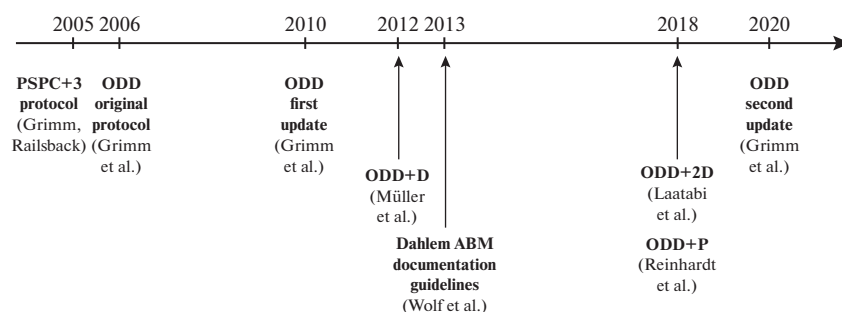 2005 2006 2010 2012 2013 2018 2020
PSPC+3
protocol
(Grimm,
Railsback)
ODD
original
protocol
(Grimm
et al.)
ODD
first
update
(Grimm
et al.)
ODD+D
(Müller
et al.)
Dahlem ABM
documentation
guidelines
(Wolf et al.)
ODD+2D
(Laatabi
et al.)
ODD+P
(Reinhardt
et al.)
ODD
second
update
(Grimm
et al.)